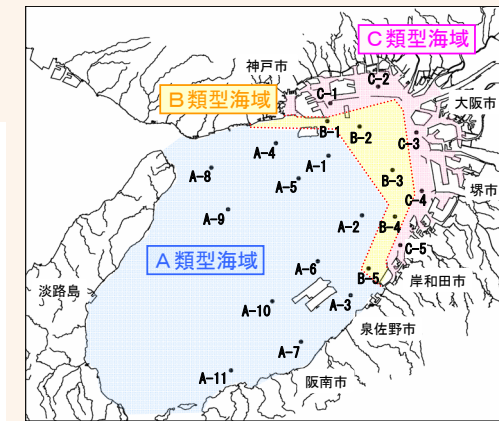 C類型海域
神戸市
C-2
C-1
B類型海域
大阪市
B-1
B-2
C-3
A-4
A-1
A-8
A-5
B-3
堺市
C-4
A-9
A-2
B-4
C-5
A類型海域
A-6
B-5
岸和田市
淡路島
A-10
A-3
泉佐野市
A-7
A-11
阪南市